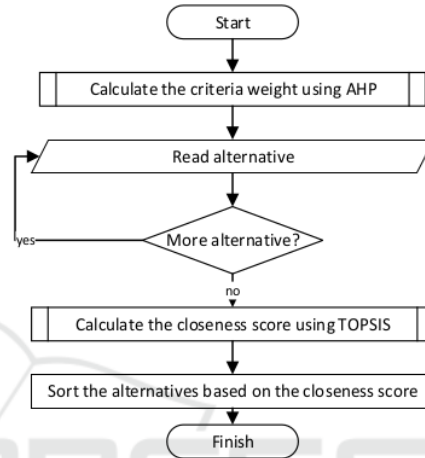 Start
Calculate the criteria weight using AHP
Read alternative
More alternative?
yes
no
Calculate the closeness score using TOPSIS
Sort the alternatives based on the closeness score
Finish